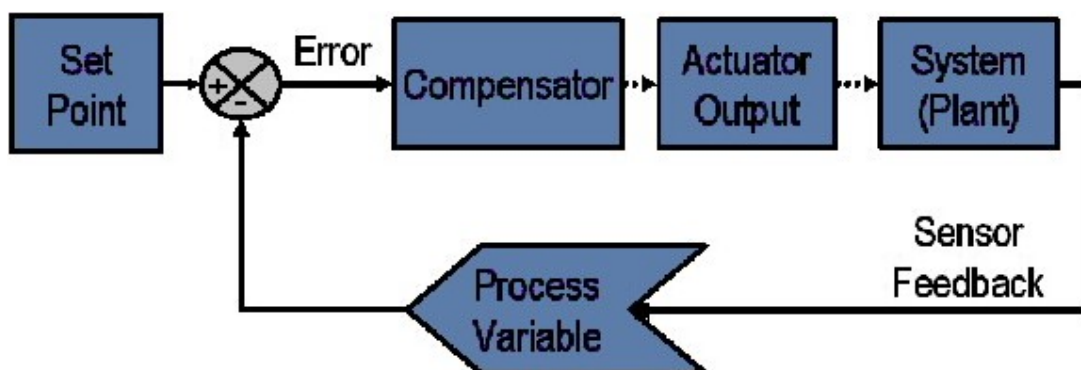 Set
Point
+
-
Error
Compensator
Actuator
Output
System
(Plant)
Sensor
Feedback
Process
Variable